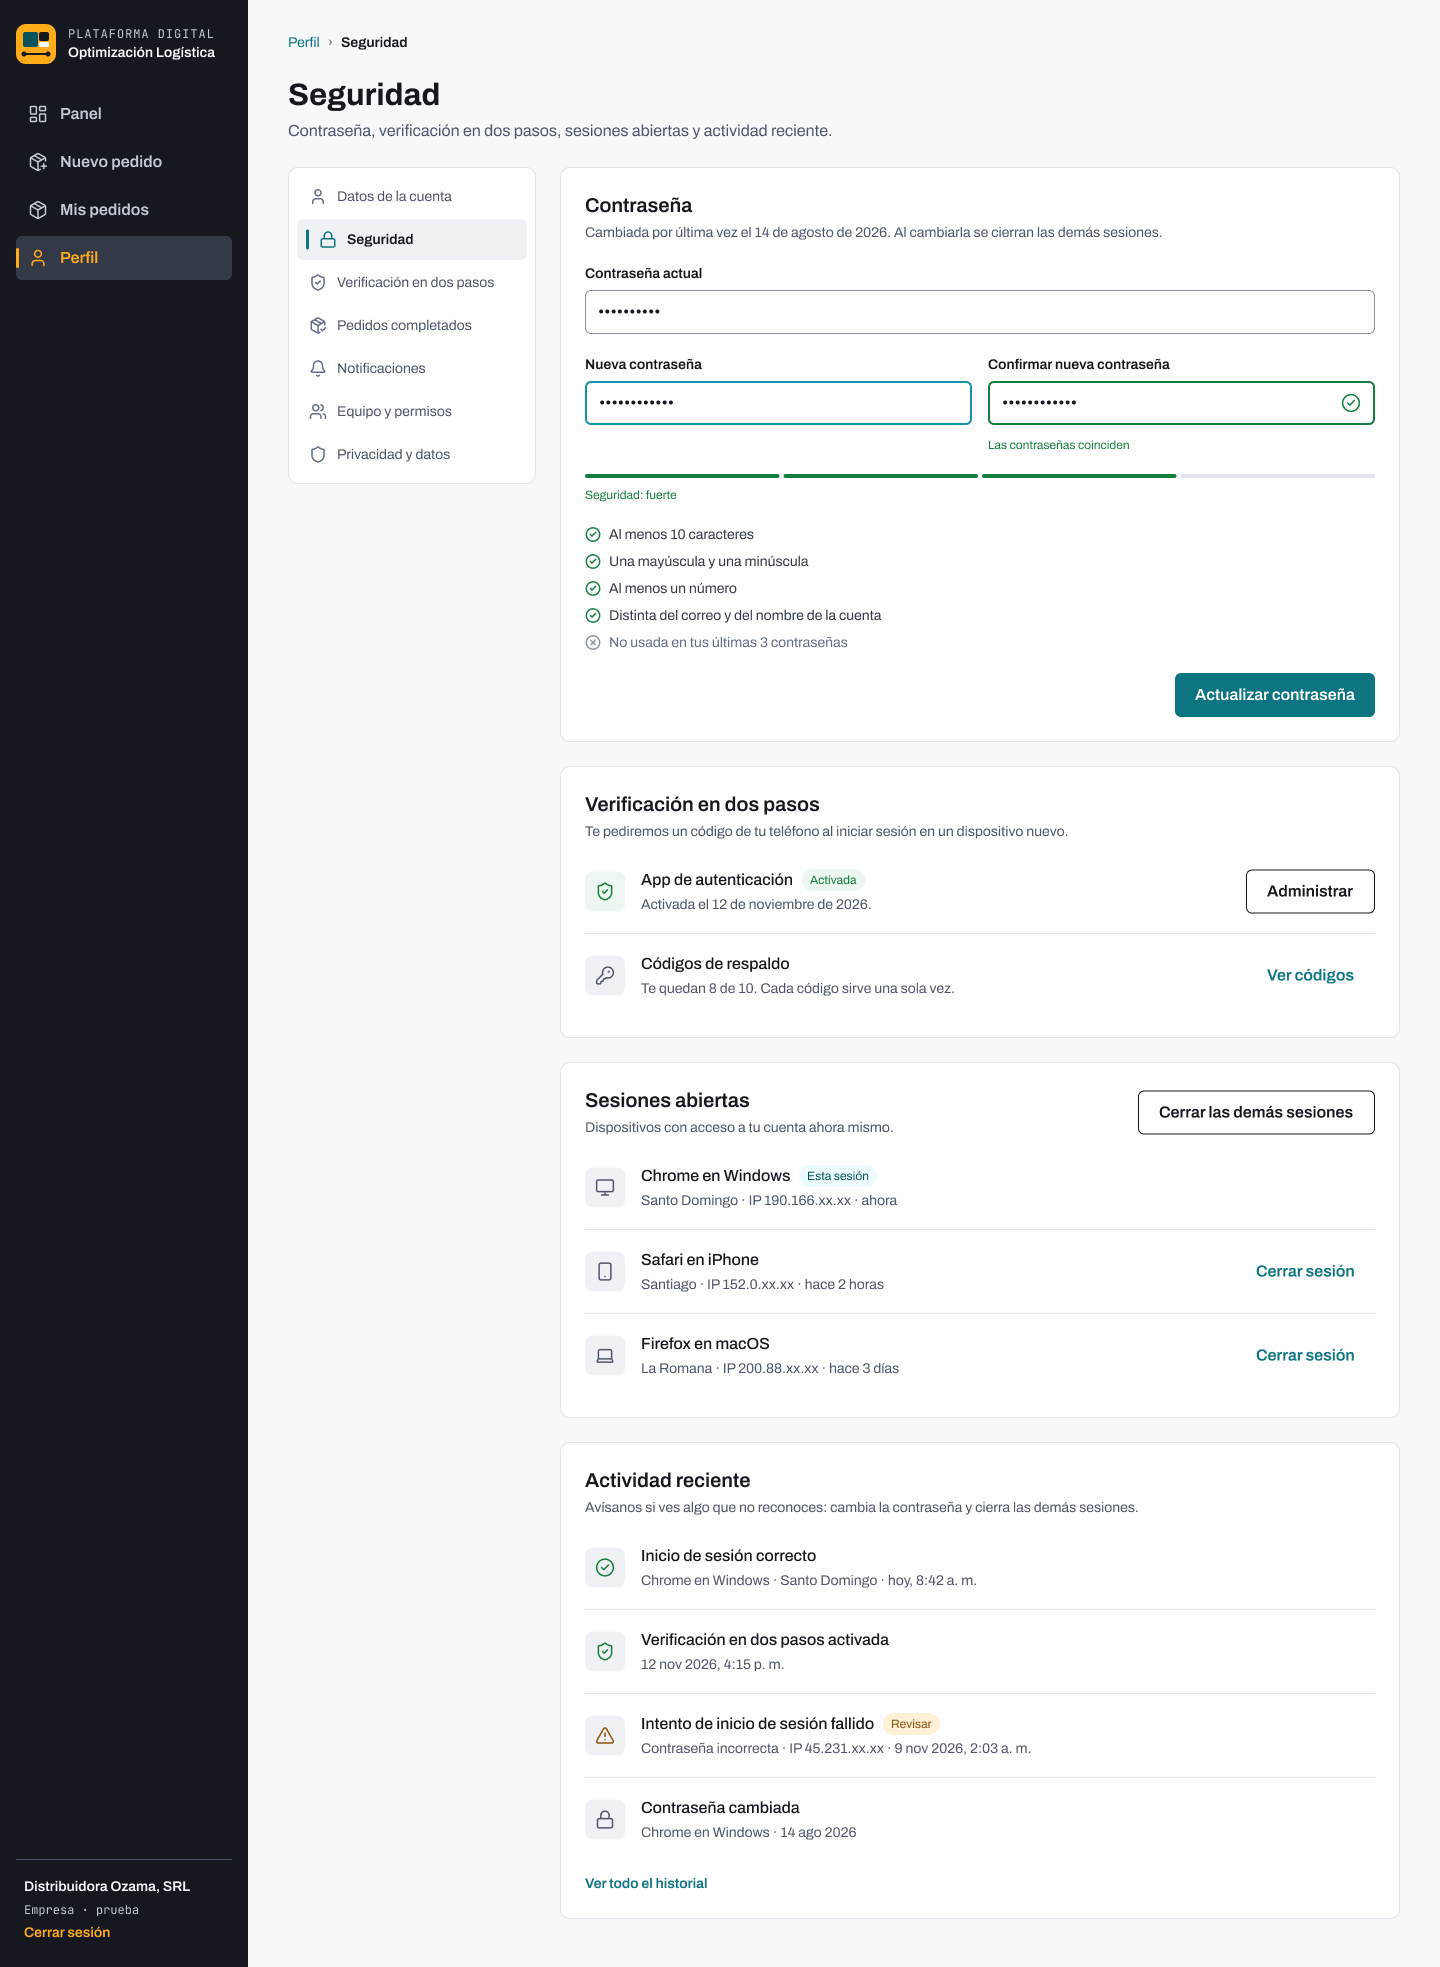 PLATAFORMA DIGITAL
Optimización Logística
Panel
Nuevo pedido
Mis pedidos
Perfil
Distribuidora Ozama, SRL
Empresa · prueba
Cerrar sesión
Perfil › Seguridad
Seguridad
Contraseña, verificación en dos pasos, sesiones abiertas y actividad reciente.
Datos de la cuenta
Seguridad
Verificación en dos pasos
Pedidos completados
Notificaciones
Equipo y permisos
Privacidad y datos
Contraseña
Cambiada por última vez el 14 de agosto de 2026. Al cambiarla se cierran las demás sesiones.
Contraseña actual
••••••••••
Nueva contraseña
••••••••••••
Confirmar nueva contraseña
••••••••••••
Las contraseñas coinciden
Seguridad: fuerte
Al menos 10 caracteres
Una mayúscula y una minúscula
Al menos un número
Distinta del correo y del nombre de la cuenta
No usada en tus últimas 3 contraseñas
Actualizar contraseña
Verificación en dos pasos
Te pediremos un código de tu teléfono al iniciar sesión en un dispositivo nuevo.
App de autenticación Activada
Activada el 12 de noviembre de 2026.
Administrar
Códigos de respaldo
Te quedan 8 de 10. Cada código sirve una sola vez.
Ver códigos
Sesiones abiertas
Dispositivos con acceso a tu cuenta ahora mismo.
Cerrar las demás sesiones
Chrome en Windows Esta sesión
Santo Domingo · IP 190.166.xx.xx · ahora
Safari en iPhone
Santiago · IP 152.0.xx.xx · hace 2 horas
Cerrar sesión
Firefox en macOS
La Romana · IP 200.88.xx.xx · hace 3 días
Cerrar sesión
Actividad reciente
Avísanos si ves algo que no reconoces: cambia la contraseña y cierra las demás sesiones.
Inicio de sesión correcto
Chrome en Windows · Santo Domingo · hoy, 8:42 a. m.
Verificación en dos pasos activada
12 nov 2026, 4:15 p. m.
Intento de inicio de sesión fallido Revisar
Contraseña incorrecta · IP 45.231.xx.xx · 9 nov 2026, 2:03 a. m.
Contraseña cambiada
Chrome en Windows · 14 ago 2026
Ver todo el historial